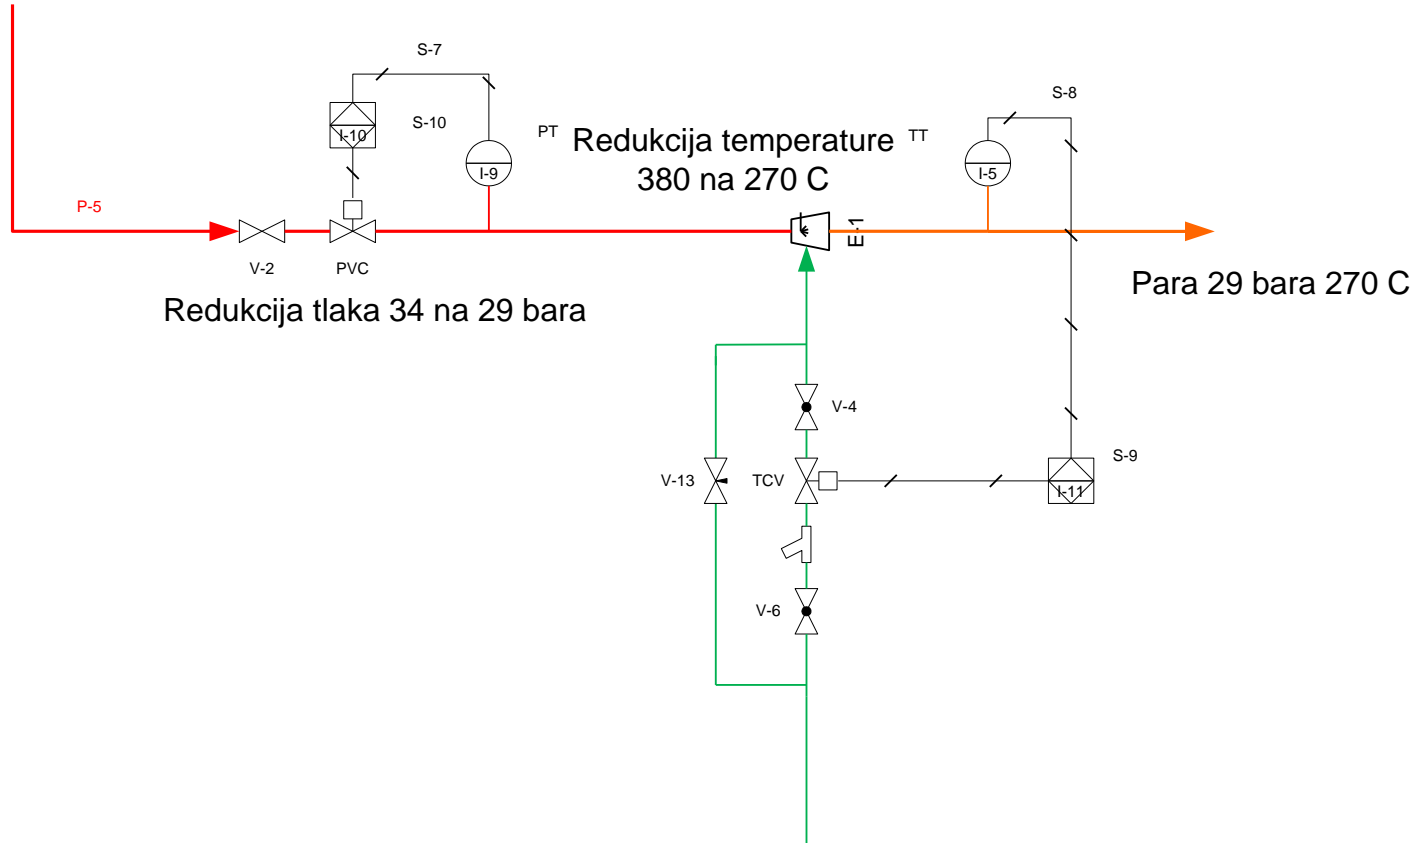 S-7
S-8
I-10
S-10
PT
Redukcija temperature
380 na 270 C
TT
I-9
I-5
P-5
E-1
V-2
PVC
Para 29 bara 270 C
Redukcija tlaka 34 na 29 bara
V-4
S-9
V-13
TCV
I-11
V-6